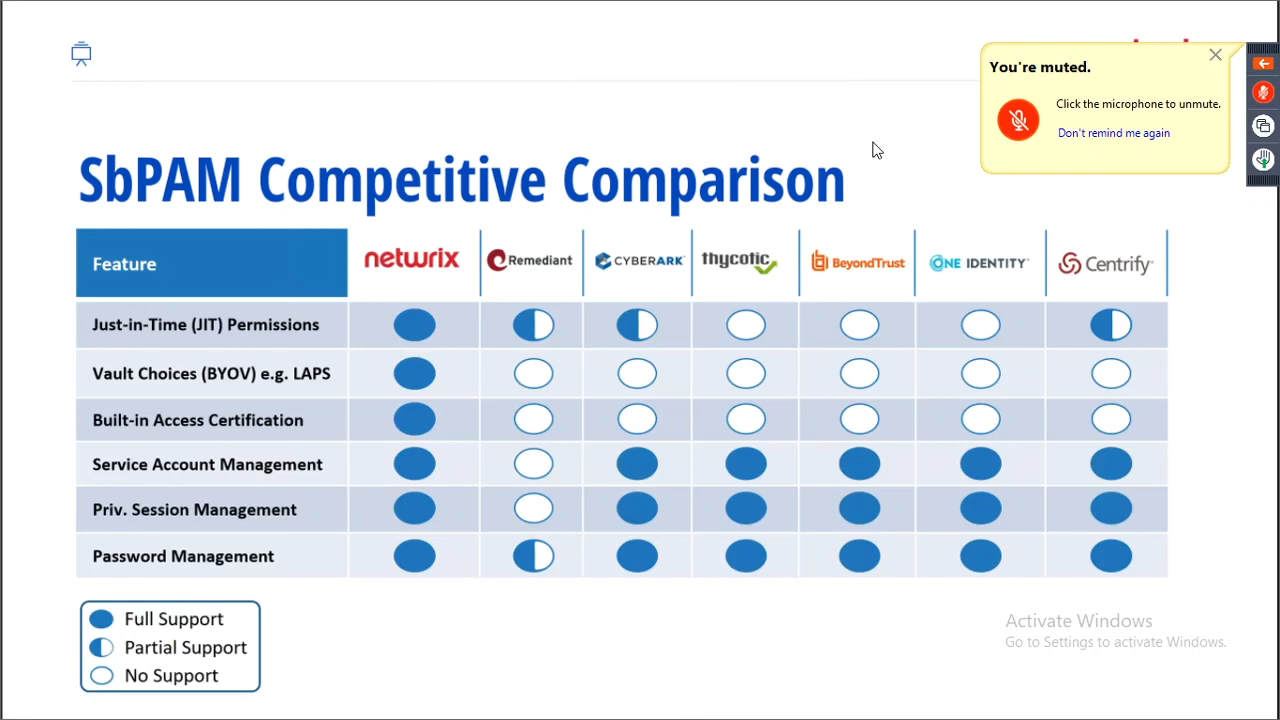 You're muted.
Click the microphone to unmute.
Don't remind me again
SbPAM Competitive Comparison
Feature netwrix Remediant CYBERARK thycotic BeyondTrust ONE IDENTITY Centrify
Just-in-Time (JIT) Permissions
Vault Choices (BYOV) e.g. LAPS
Built-in Access Certification
Service Account Management
Priv. Session Management
Password Management
Full Support
Partial Support
No Support
Activate Windows
Go to Settings to activate Windows.